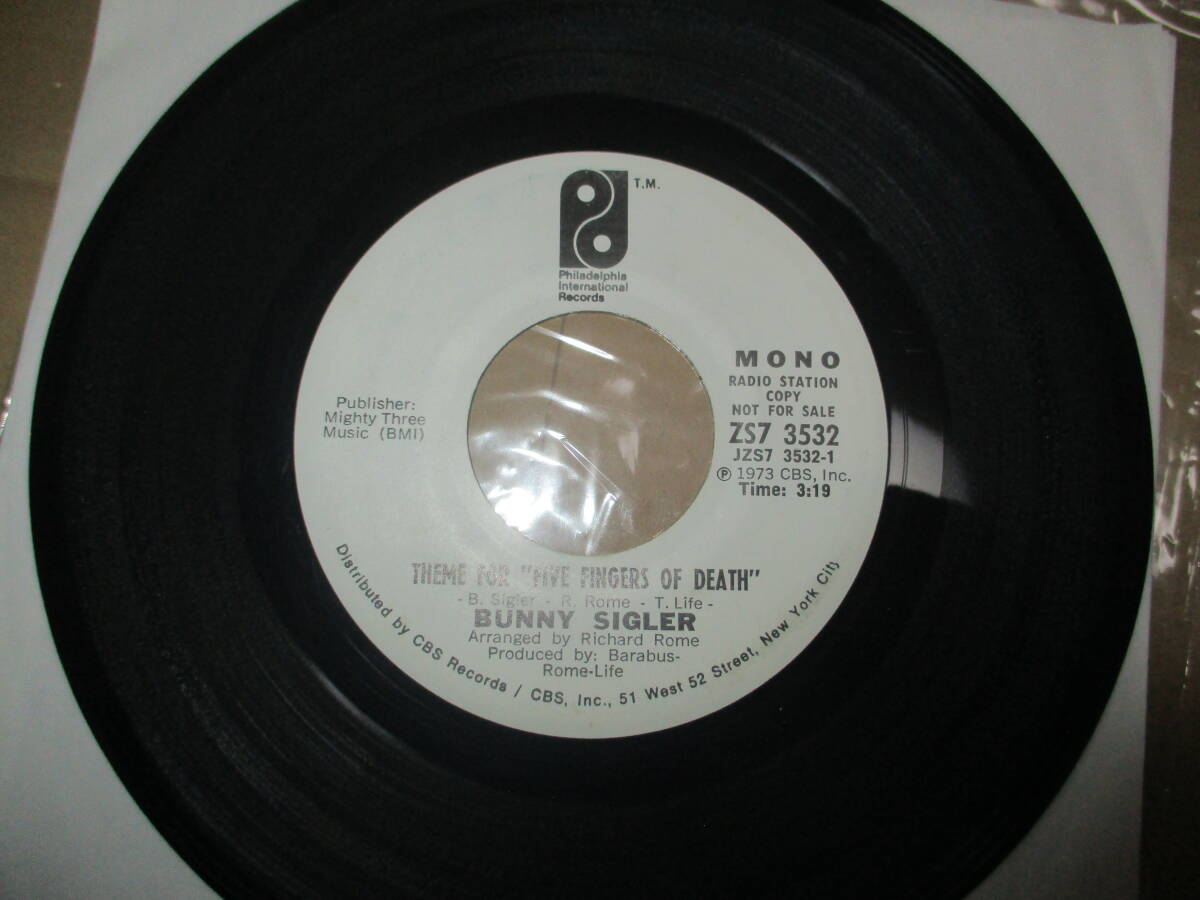 T.M.
Philadelphia
International
Records
MONO
RADIO STATION
COPY
NOT FOR SALE
ZS7 3532
JZS7 3532-1
Ⓟ 1973 CBS, Inc.
Time: 3:19
Publisher:
Mighty Three
Music (BMI)
THEME FOR "FIVE FINGERS OF DEATH"
- B. Sigler - R. Rome - T. Life -
BUNNY SIGLER
Arranged by Richard Rome
Produced by: Barabus-
Rome-Life
Distributed by CBS Records / CBS, Inc., 51 West 52 Street, New York City